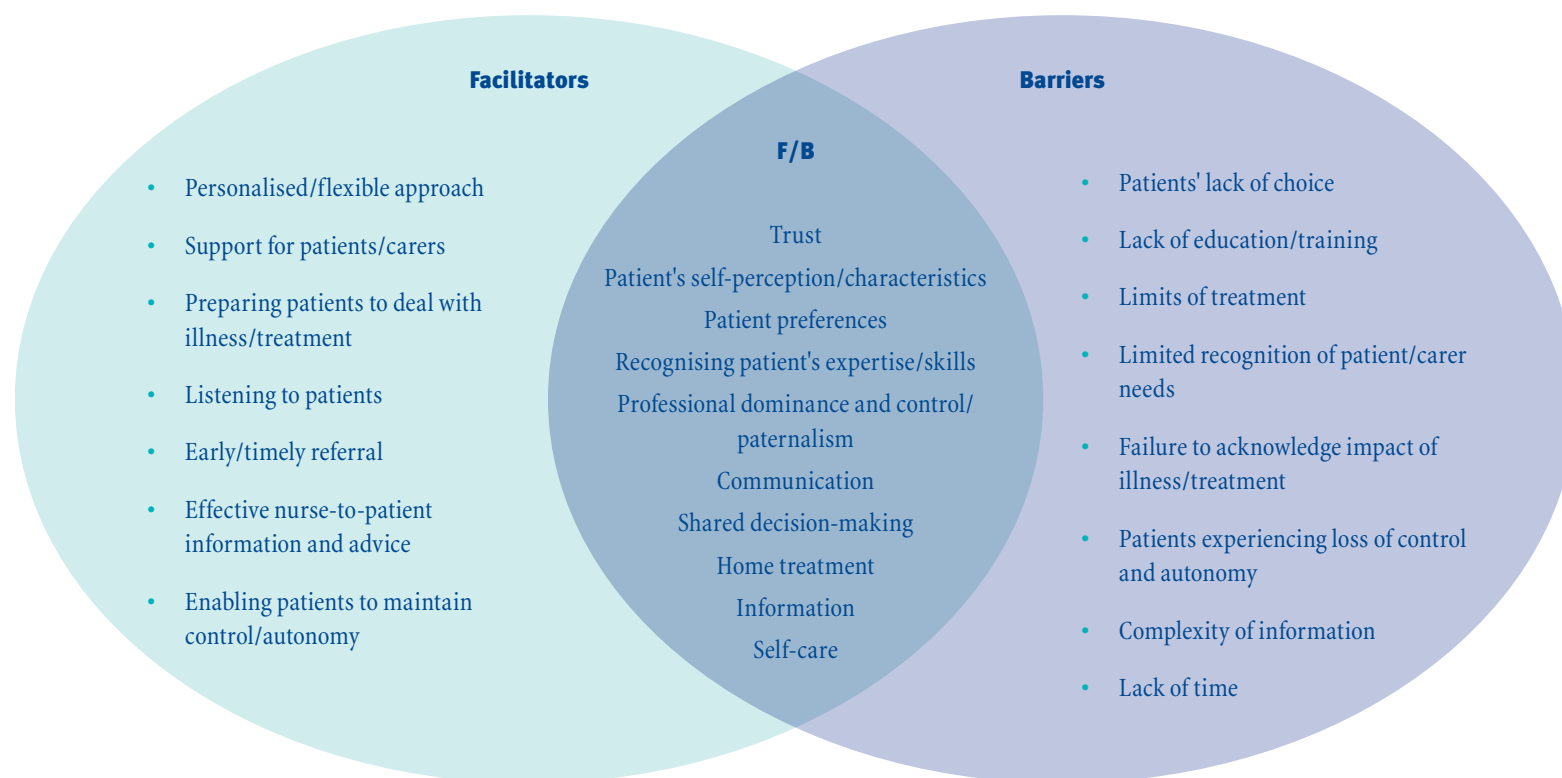 Facilitators
• Personalised/flexible approach
• Support for patients/carers
• Preparing patients to deal with
illness/treatment
• Listening to patients
• Early/timely referral
• Effective nurse-to-patient
information and advice
• Enabling patients to maintain
control/autonomy
F/B
Trust
Patient's self-perception/characteristics
Patient preferences
Recognising patient's expertise/skills
Professional dominance and control/
paternalism
Communication
Shared decision-making
Home treatment
Information
Self-care
Barriers
• Patients' lack of choice
• Lack of education/training
• Limits of treatment
• Limited recognition of patient/carer
needs
• Failure to acknowledge impact of
illness/treatment
• Patients experiencing loss of control
and autonomy
• Complexity of information
• Lack of time